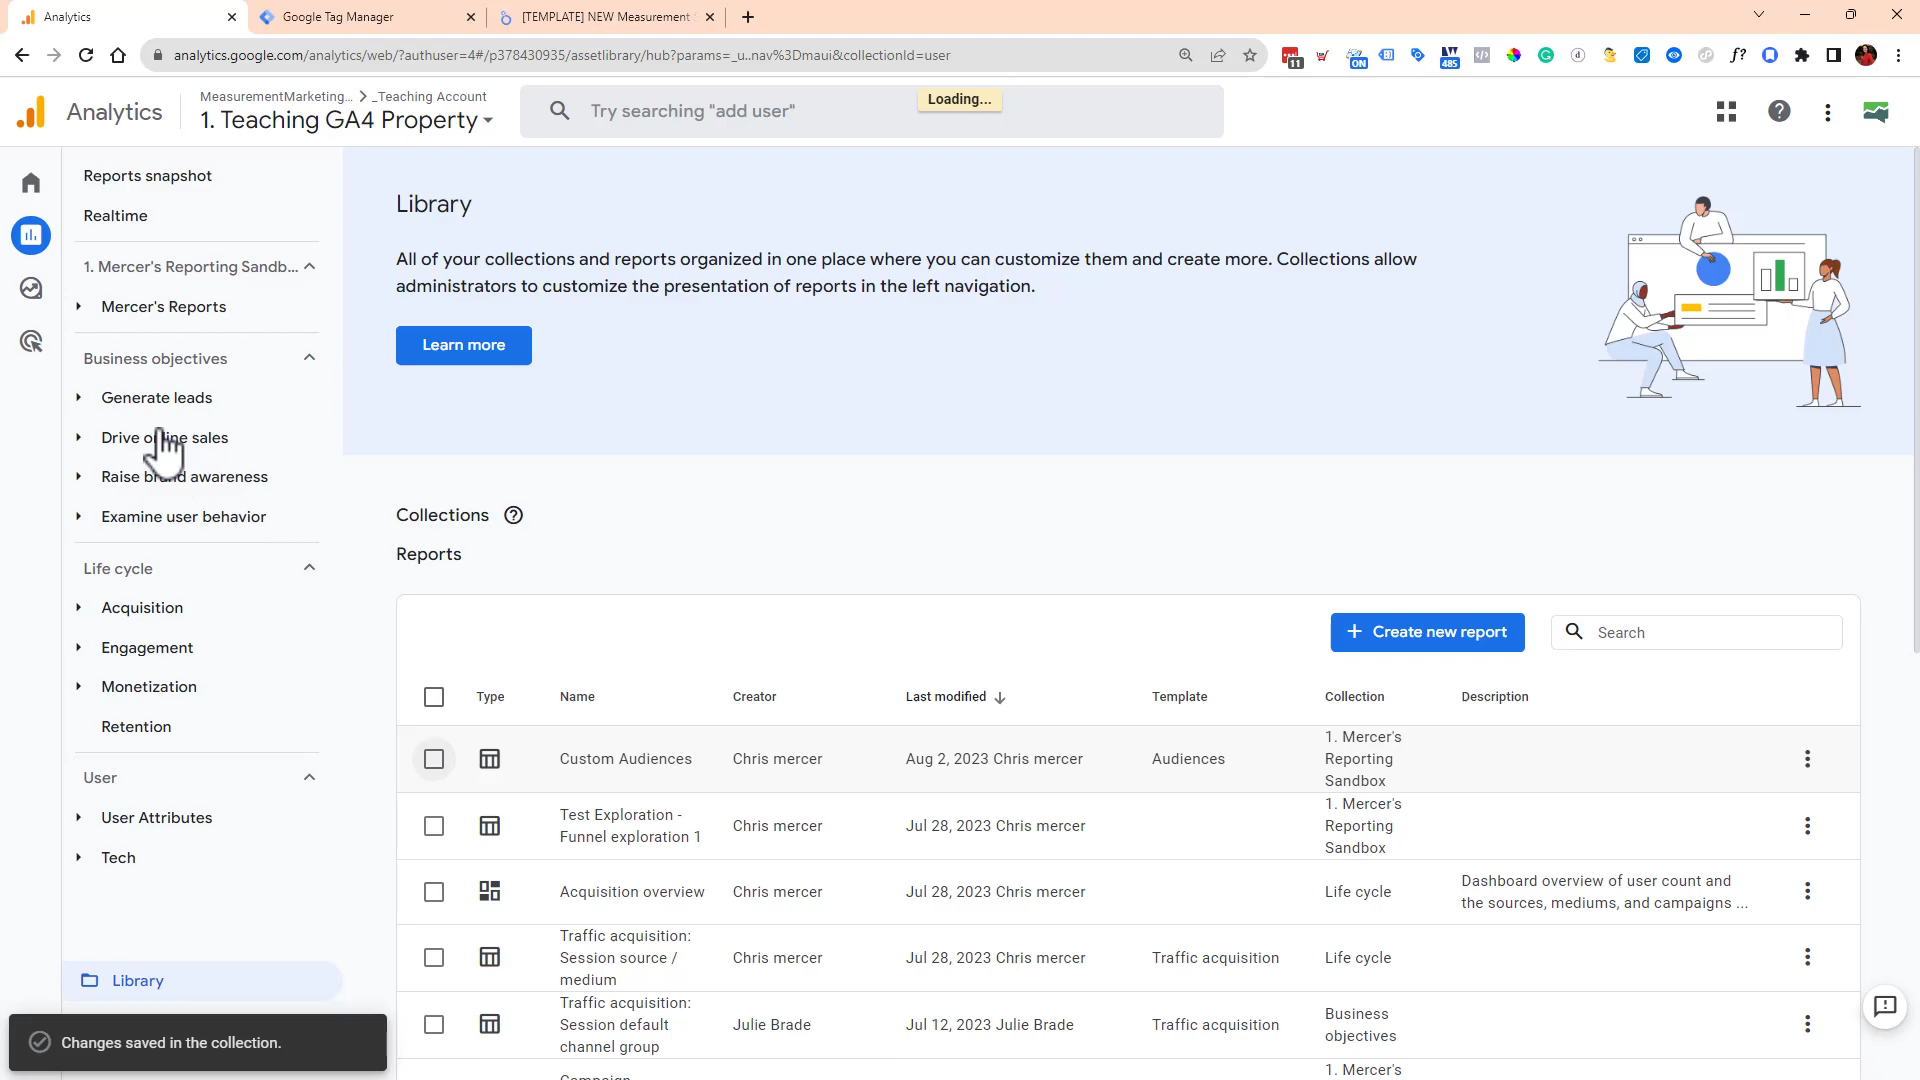 Analytics
Google Tag Manager
[TEMPLATE] NEW Measurement
analytics.google.com/analytics/web/?authuser=4#/p378430935/assetlibrary/hub?params=_u..nav%3Dmaui&collectionId=user
11
ON
485
f?
Analytics
MeasurementMarketing... > _Teaching Account
1. Teaching GA4 Property
Try searching "add user"
Loading...
Reports snapshot
Realtime
1. Mercer's Reporting Sandb...
Mercer's Reports
Business objectives
Generate leads
Drive online sales
Raise brand awareness
Examine user behavior
Life cycle
Acquisition
Engagement
Monetization
Retention
User
User Attributes
Tech
Library
Changes saved in the collection.
Library
All of your collections and reports organized in one place where you can customize them and create more. Collections allow
administrators to customize the presentation of reports in the left navigation.
Learn more
Collections
Reports
+ Create new report
Search
Type Name Creator Last modified Template Collection Description
Custom Audiences Chris mercer Aug 2, 2023 Chris mercer Audiences 1. Mercer's
Reporting
Sandbox
Test Exploration -
Funnel exploration 1 Chris mercer Jul 28, 2023 Chris mercer 1. Mercer's
Reporting
Sandbox
Acquisition overview Chris mercer Jul 28, 2023 Chris mercer Life cycle Dashboard overview of user count and
the sources, mediums, and campaigns ...
Traffic acquisition:
Session source /
medium Chris mercer Jul 28, 2023 Chris mercer Traffic acquisition Life cycle
Traffic acquisition:
Session default
channel group Julie Brade Jul 12, 2023 Julie Brade Traffic acquisition Business
objectives
Campaign
1. Mercer's